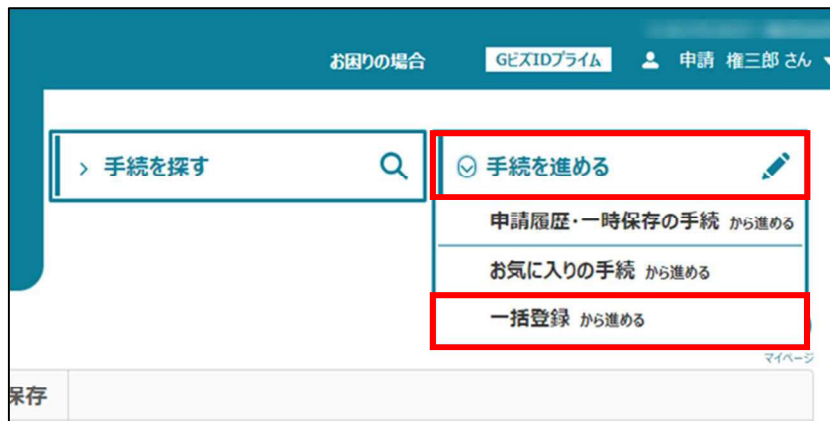 お困りの場合
GビズIDプライム
申請 権三郎 さん
手続を探す
手続を進める
申請履歴・一時保存の手続 から進める
お気に入りの手続 から進める
一括登録 から進める
マイページ
保存